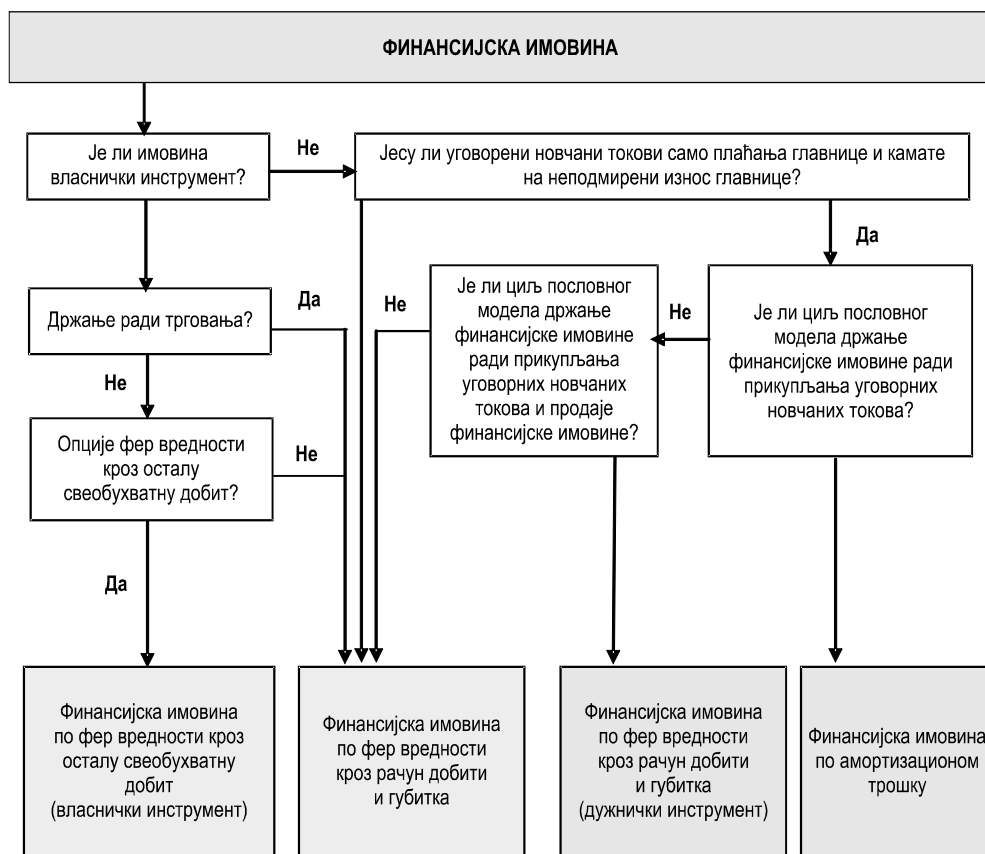 ФИНАНСИЈСКА ИМОВИНА
Је ли имовина
власнички инструмент?
Не
Јесу ли уговорени новчани токови само плаћања главнице и камате
на неподмирени износ главнице?
Да
Држање ради трговања?
Да
Је ли циљ пословног
модела држање
финансијске имовине
ради прикупљања
уговорних новчаних
токова и продаје
финансијске имовине?
Не
Не
Је ли циљ пословног
модела држање
финансијске имовине ради
прикупљања уговорних
новчаних токова?
Не
Опције фер вредности
кроз осталу
свеобухватну добит?
Не
Да
Финансијска имовина
по фер вредности кроз
осталу свеобухватну
добит
(власнички инструмент)
Финансијска имовина
по фер вредности
кроз рачун добити
и губитка
Финансијска имовина
по фер вредности
кроз рачун добити
и губитка
(дужнички инструмент)
Финансијска имовина
по амортизационом
трошку